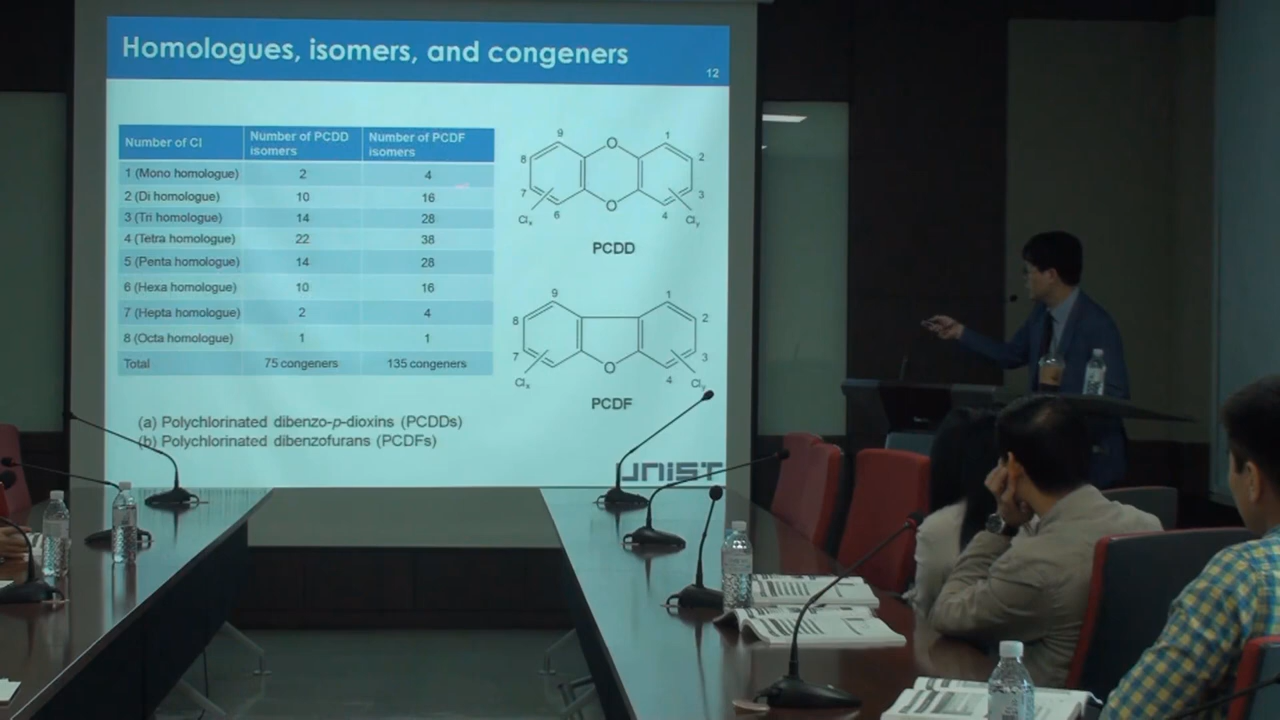 Homologues, isomers, and congeners
12
Number of Cl Number of PCDD isomers Number of PCDF isomers
1 (Mono homologue) 2 4
2 (Di homologue) 10 16
3 (Tri homologue) 14 28
4 (Tetra homologue) 22 38
5 (Penta homologue) 14 28
6 (Hexa homologue) 10 16
7 (Hepta homologue) 2 4
8 (Octa homologue) 1 1
Total 75 congeners 135 congeners
9 O 1
8 2
7 3
Clx 6 O 4 Cly
PCDD
9 1
8 2
7 3
Clx O 4 Cly
PCDF
(a) Polychlorinated dibenzo-p-dioxins (PCDDs)
(b) Polychlorinated dibenzofurans (PCDFs)
UNIST